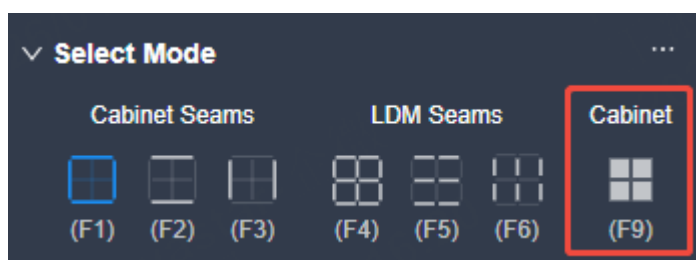 Select Mode ...
Cabinet Seams LDM Seams Cabinet
(F1) (F2) (F3) (F4) (F5) (F6) (F9)